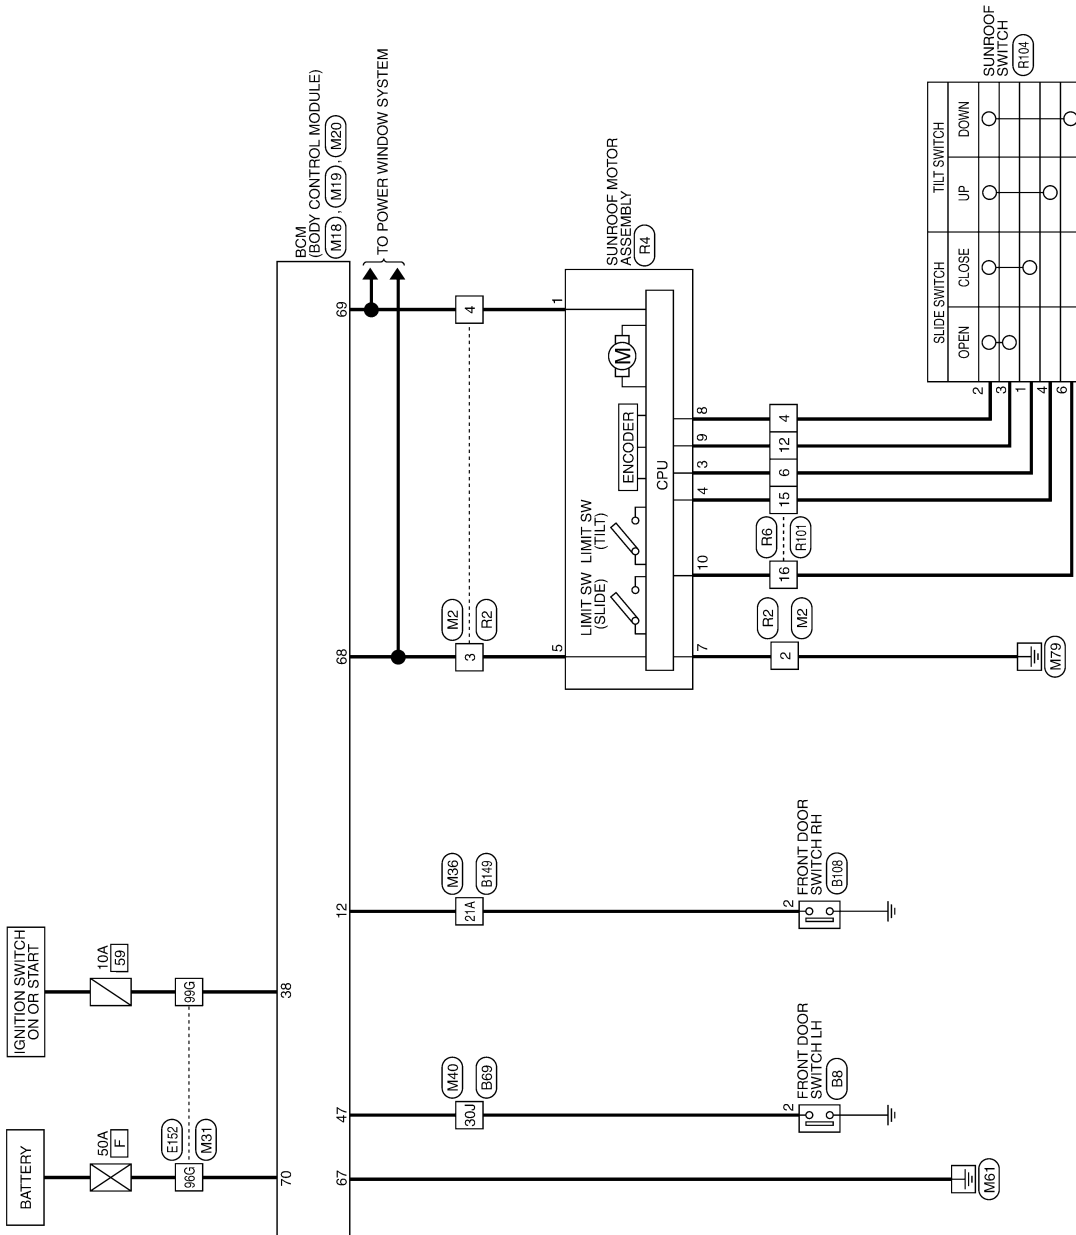 BATTERY
50A
F
E152
96G
M31
70
IGNITION SWITCH
ON OR START
10A
59
99G
38
BCM
(BODY CONTROL MODULE)
M18 , M19 , M20
67
47
12
68
69
TO POWER WINDOW SYSTEM
M61
M40
30J
B69
2
FRONT DOOR
SWITCH LH
B8
M36
21A
B149
2
FRONT DOOR
SWITCH RH
B108
M2
3
R2
4
5
1
SUNROOF MOTOR
ASSEMBLY
R4
LIMIT SW
(SLIDE)
LIMIT SW
(TILT)
ENCODER
M
CPU
7
10
4
3
9
8
R2
2
M2
M79
R6
16
R101
15
6
12
4
2
3
1
4
6
SLIDE SWITCH
TILT SWITCH
OPEN
CLOSE
UP
DOWN
SUNROOF
SWITCH
R104